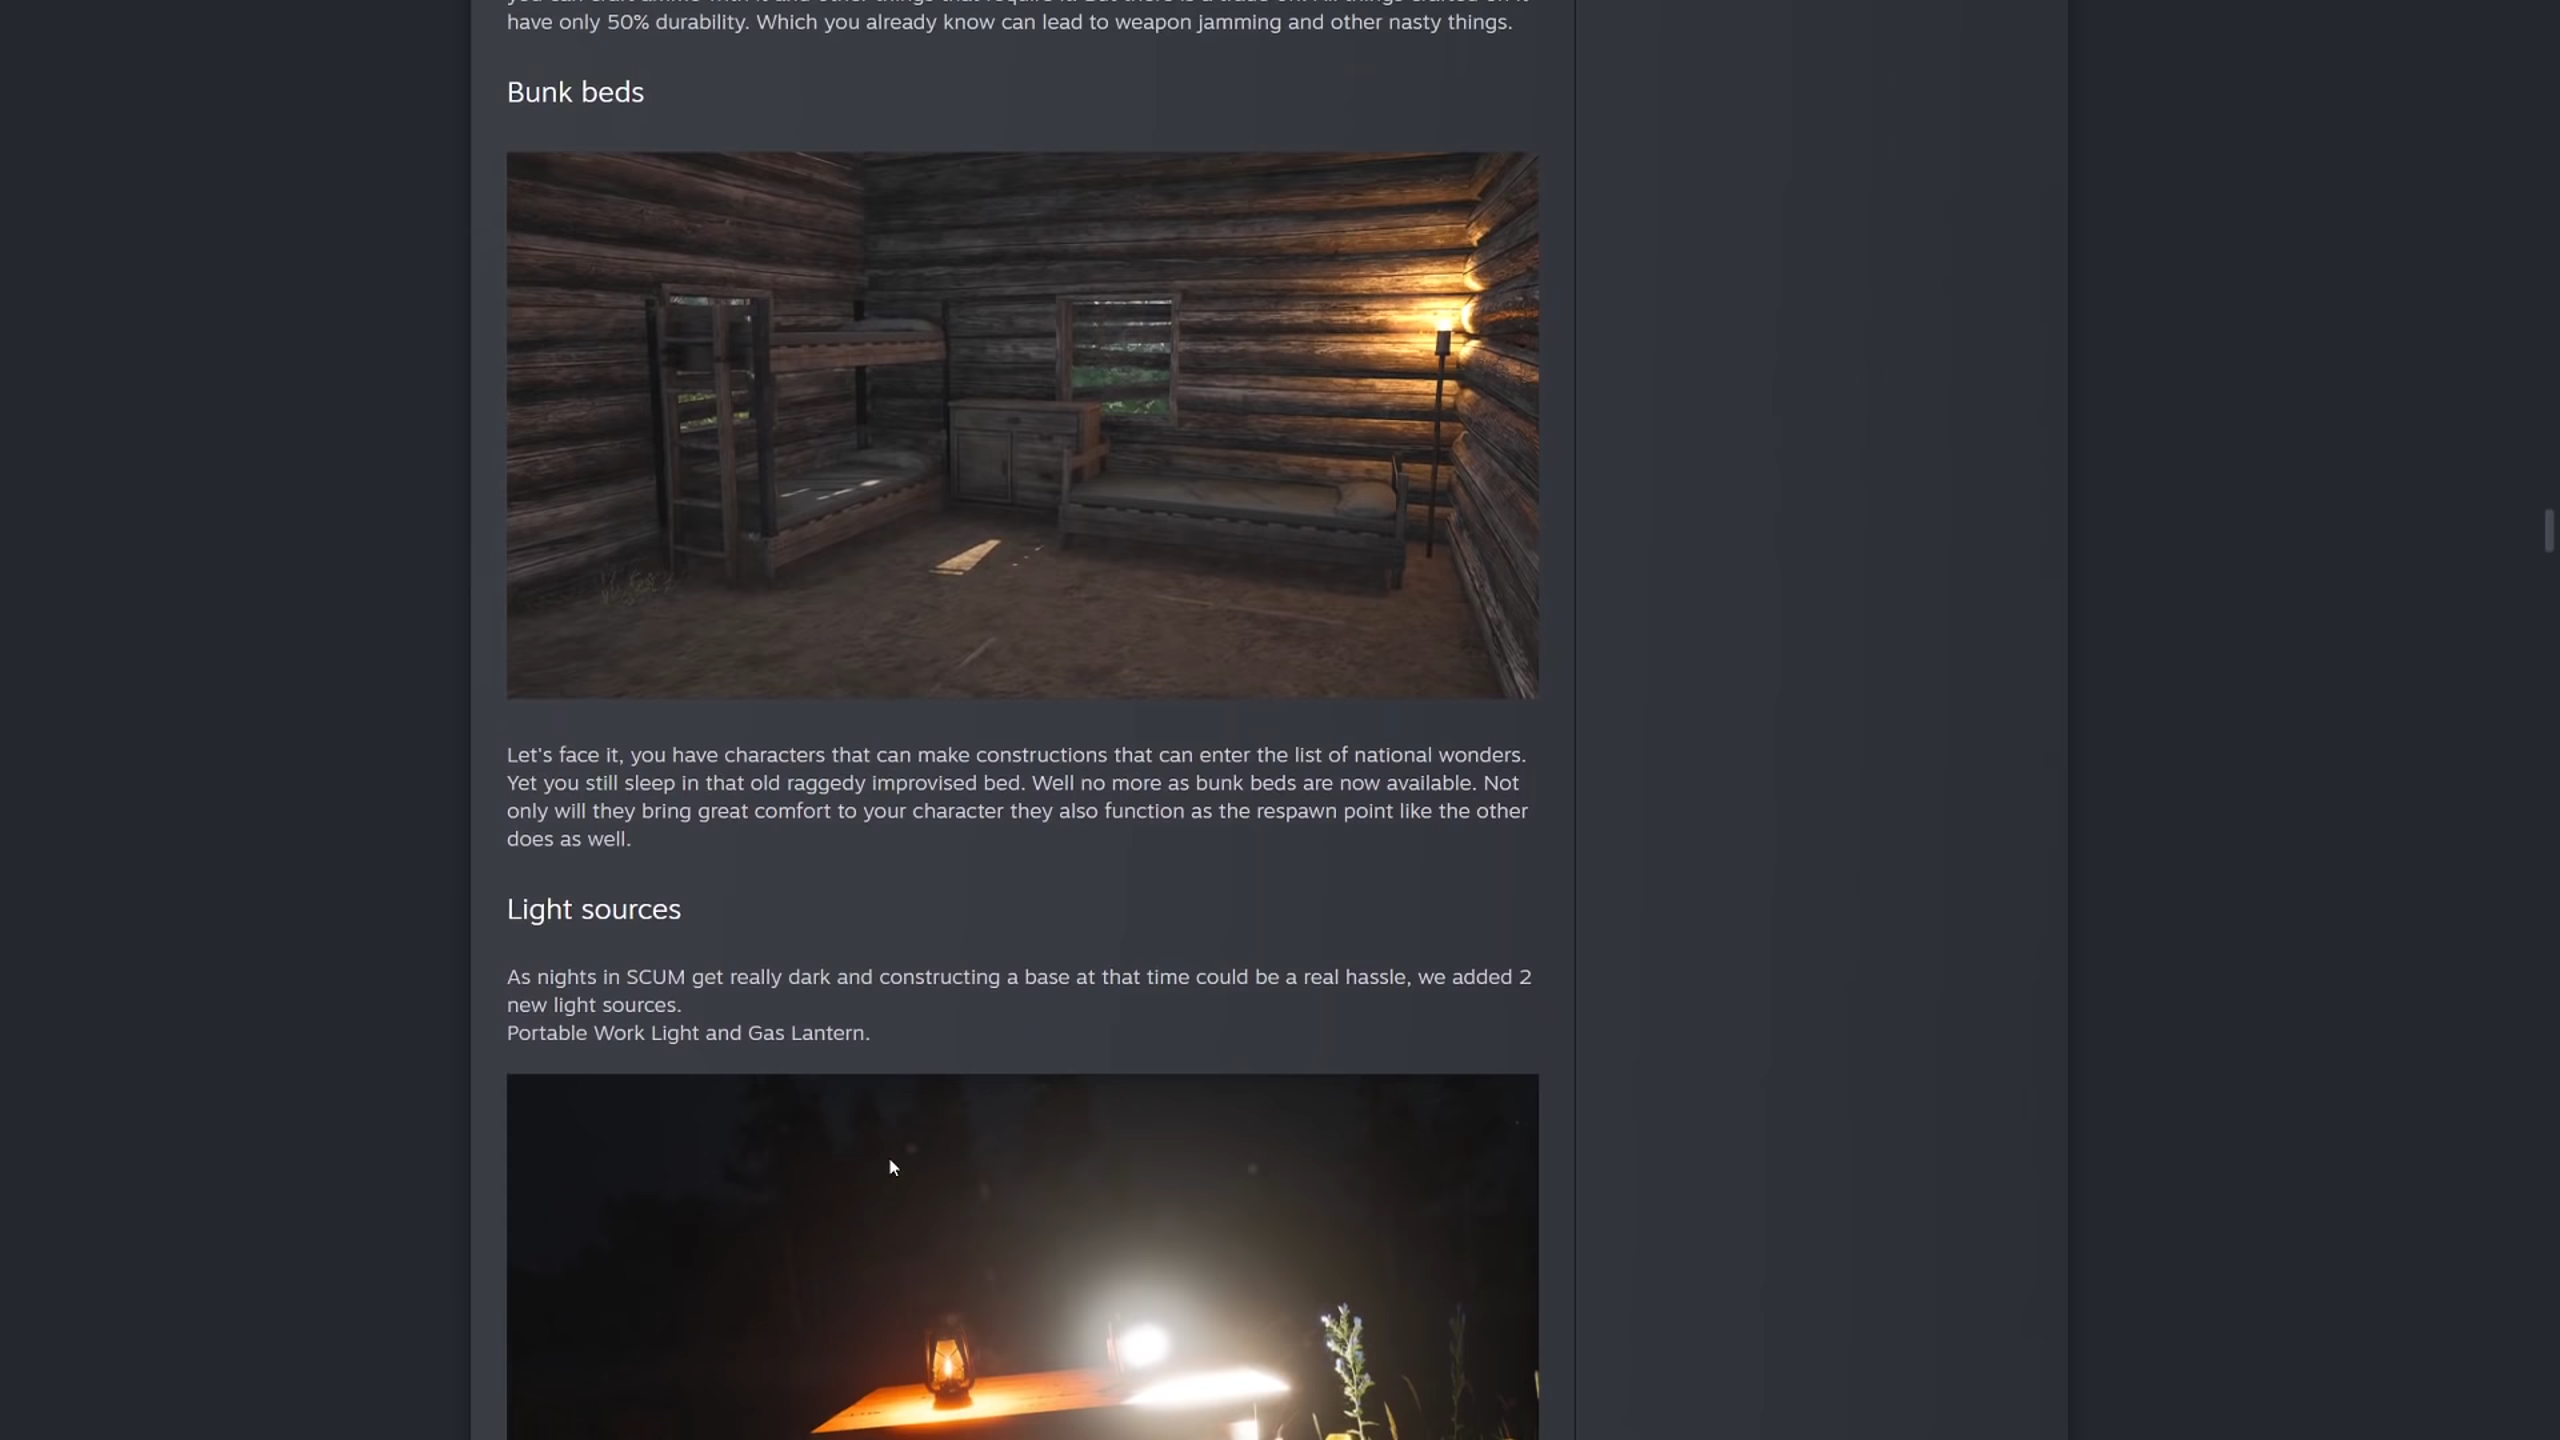 have only 50% durability. Which you already know can lead to weapon jamming and other nasty things.
Bunk beds
Let's face it, you have characters that can make constructions that can enter the list of national wonders.
Yet you still sleep in that old raggedy improvised bed. Well no more as bunk beds are now available. Not
only will they bring great comfort to your character they also function as the respawn point like the other
does as well.
Light sources
As nights in SCUM get really dark and constructing a base at that time could be a real hassle, we added 2
new light sources.
Portable Work Light and Gas Lantern.